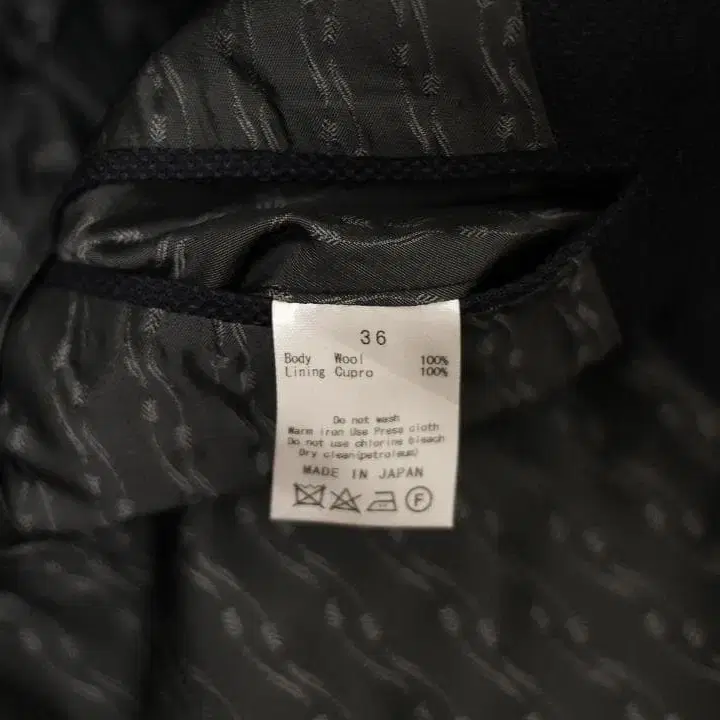 36
Body Wool 100%
Lining Cupro 100%
Do not wash
Warm iron Use Press cloth
Do not use chlorine bleach
Dry clean(petroleum)
MADE IN JAPAN
F